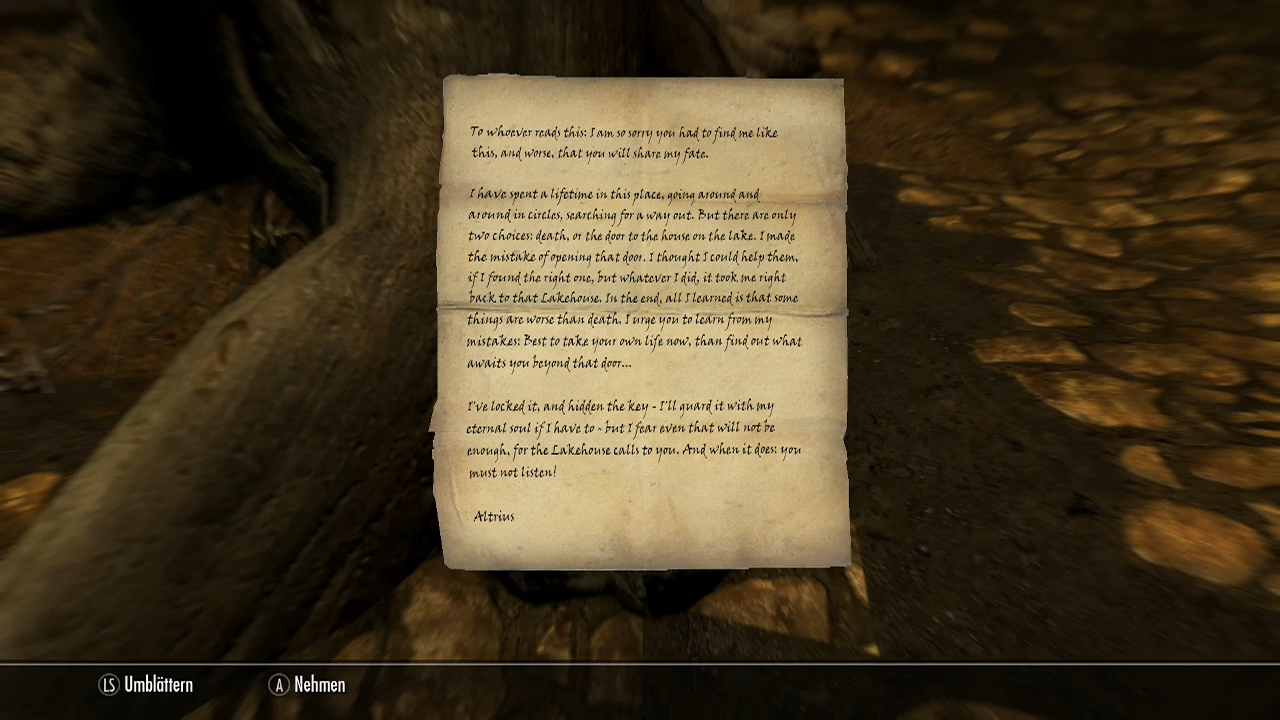 To whoever reads this: I am so sorry you had to find me like
this, and worse, that you will share my fate.
I have spent a lifetime in this place, going around and
around in circles, searching for a way out. But there are only
two choices: death, or the door to the house on the lake. I made
the mistake of opening that door. I thought I could help them,
if I found the right one, but whatever I did, it took me right
back to that Lakehouse. In the end, all I learned is that some
things are worse than death. I urge you to learn from my
mistakes: Best to take your own life now, than find out what
awaits you beyond that door...
I've locked it, and hidden the key - I'll guard it with my
eternal soul if I have to - but I fear even that will not be
enough, for the Lakehouse calls to you. And when it does: you
must not listen!
Altrius
LS Umblättern
A Nehmen